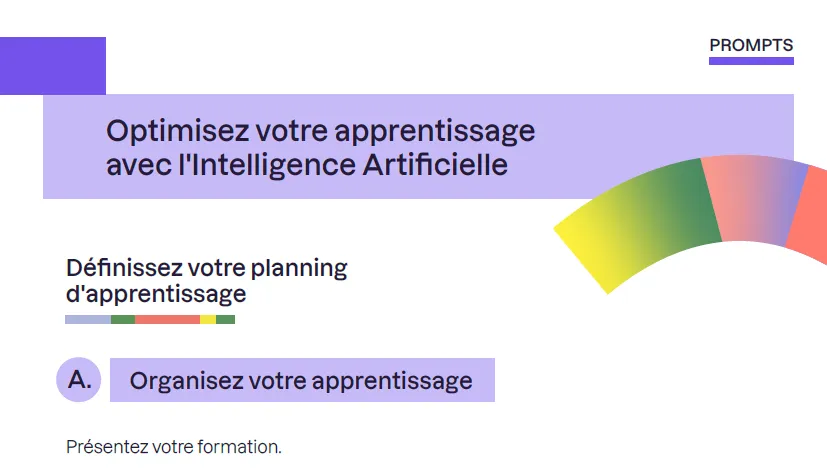 PROMPTS
Optimisez votre apprentissage
avec l'Intelligence Artificielle
Définissez votre planning
d'apprentissage
A. Organisez votre apprentissage
Présentez votre formation.